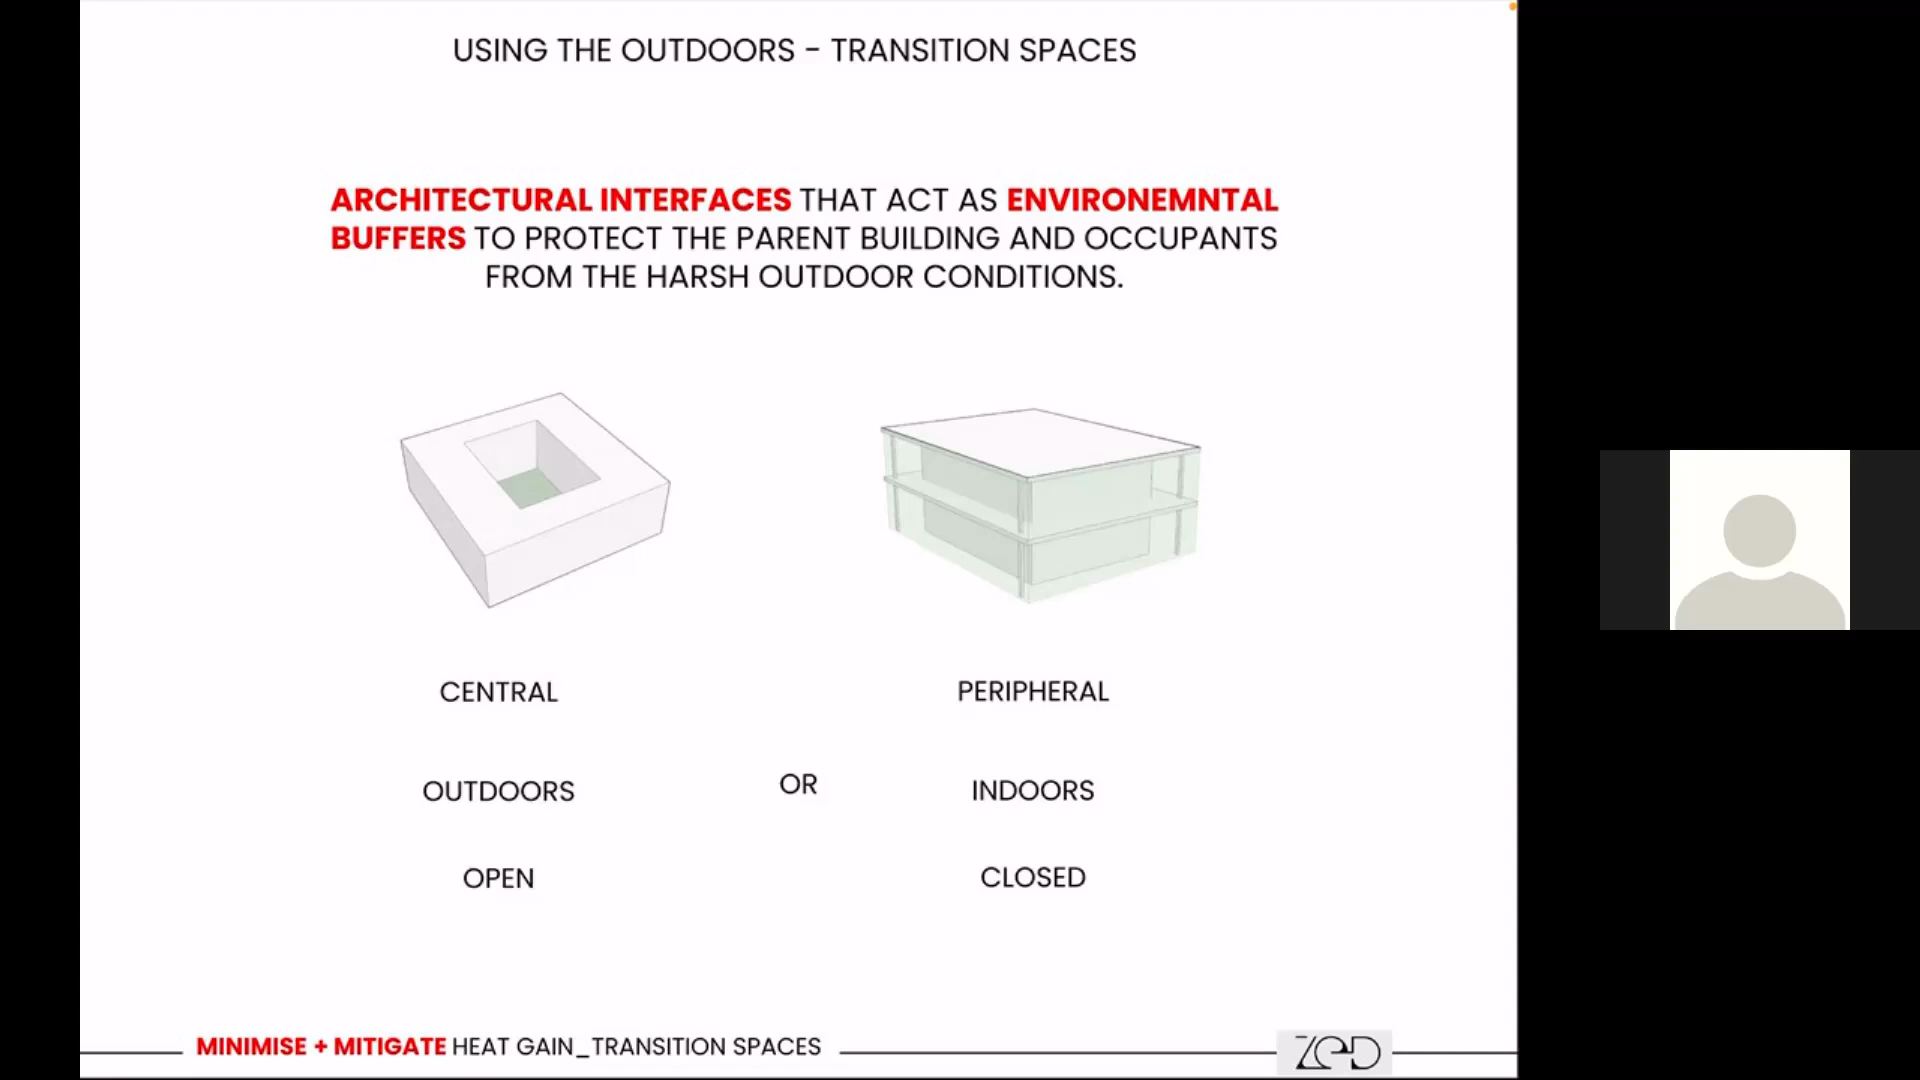 USING THE OUTDOORS - TRANSITION SPACES
ARCHITECTURAL INTERFACES THAT ACT AS ENVIRONEMNTAL
BUFFERS TO PROTECT THE PARENT BUILDING AND OCCUPANTS
FROM THE HARSH OUTDOOR CONDITIONS.
CENTRAL
PERIPHERAL
OUTDOORS
OR
INDOORS
OPEN
CLOSED
MINIMISE + MITIGATE HEAT GAIN_TRANSITION SPACES
ZED